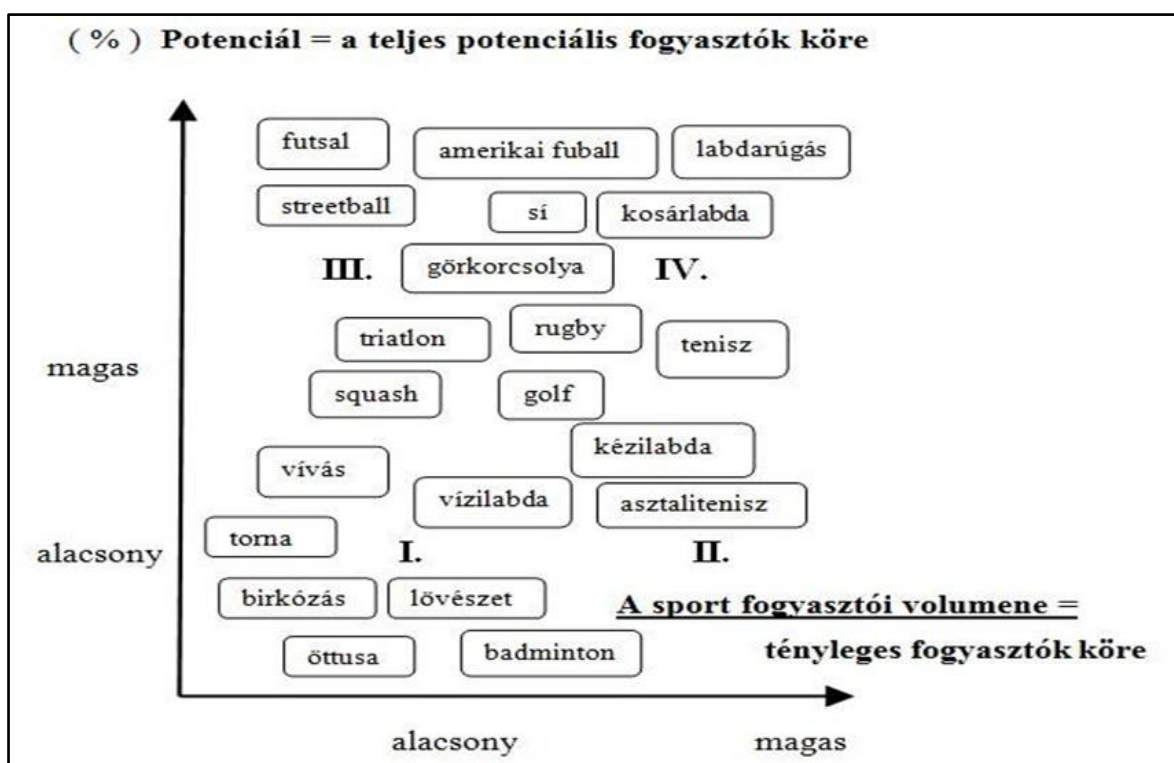 ( % ) Potenciál = a teljes potenciális fogyasztók köre
futsal
amerikai fuball
labdarúgás
streetball
sí
kosárlabda
III.
görkorcsolya
IV.
triatlon
rugby
tenisz
magas
squash
golf
kézilabda
vívás
vízilabda
asztalitenisz
torna
alacsony
I.
II.
birkózás
lövészet
A sport fogyasztói volumene =
öttusa
badminton
tényleges fogyasztók köre
alacsony
magas